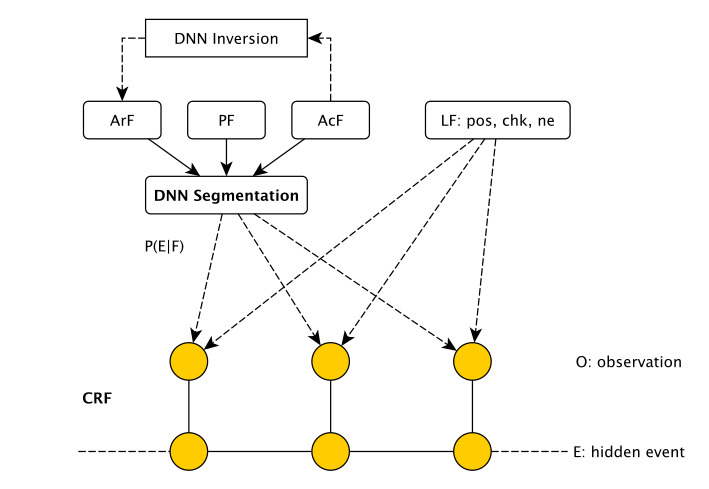 DNN Inversion
ArF
PF
AcF
LF: pos, chk, ne
DNN Segmentation
P(E|F)
O: observation
CRF
E: hidden event